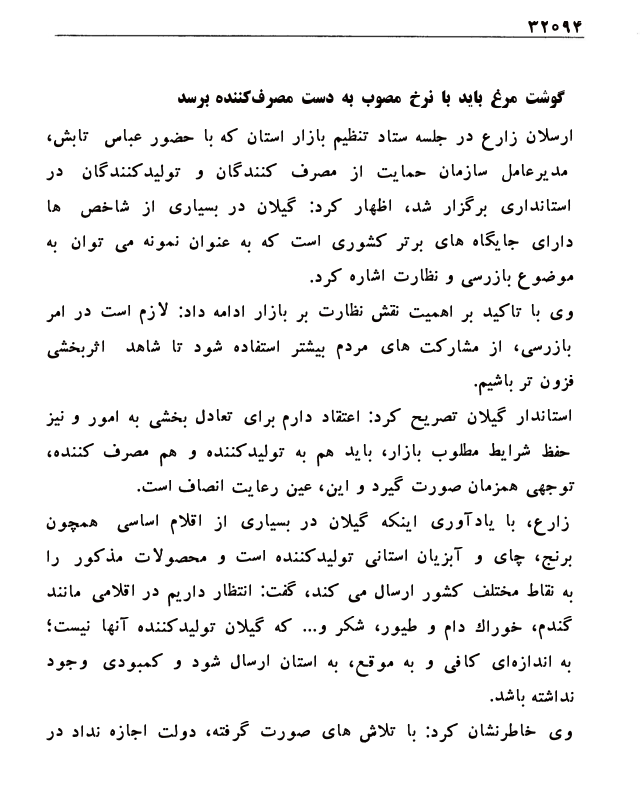 ۳۲۰۹۴
گوشت مرغ باید با نرخ مصوب به دست مصرف‌کننده برسد
ارسلان زارع در جلسه ستاد تنظیم بازار استان که با حضور عباس تابش،
مدیرعامل سازمان حمایت از مصرف کنندگان و تولیدکنندگان در
استانداری برگزار شد، اظهار کرد: گیلان در بسیاری از شاخص ها
دارای جایگاه های برتر کشوری است که به عنوان نمونه می توان به
موضوع بازرسی و نظارت اشاره کرد.
وی با تاکید بر اهمیت نقش نظارت بر بازار ادامه داد: لازم است در امر
بازرسی، از مشارکت های مردم بیشتر استفاده شود تا شاهد اثربخشی
فزون تر باشیم.
استاندار گیلان تصریح کرد: اعتقاد دارم برای تعادل بخشی به امور و نیز
حفظ شرایط مطلوب بازار، باید هم به تولیدکننده و هم مصرف کننده،
توجهی همزمان صورت گیرد و این، عین رعایت انصاف است.
زارع، با یادآوری اینکه گیلان در بسیاری از اقلام اساسی همچون
برنج، چای و آبزیان استانی تولیدکننده است و محصولات مذکور را
به نقاط مختلف کشور ارسال می کند، گفت: انتظار داریم در اقلامی مانند
گندم، خوراك دام و طیور، شکر و... که گیلان تولیدکننده آنها نیست؛
به اندازه‌ای کافی و به موقع، به استان ارسال شود و کمبودی وجود
نداشته باشد.
وی خاطرنشان کرد: با تلاش های صورت گرفته، دولت اجازه نداد در